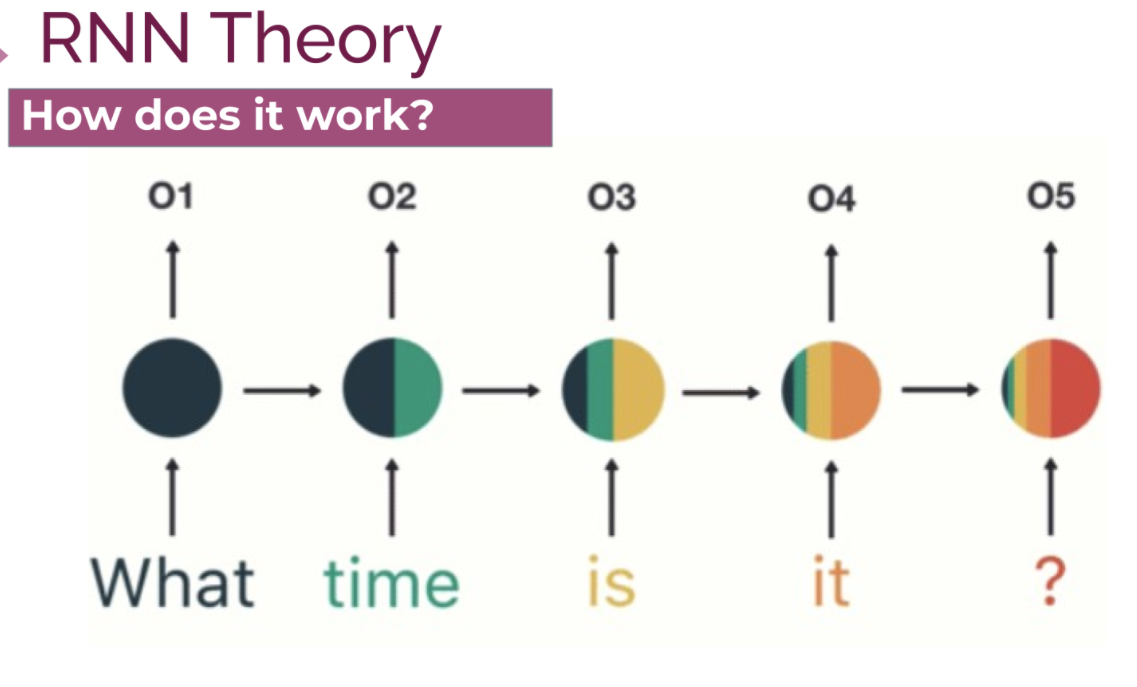 RNN Theory
How does it work?
O1 O2 O3 O4 O5
What time is it ?